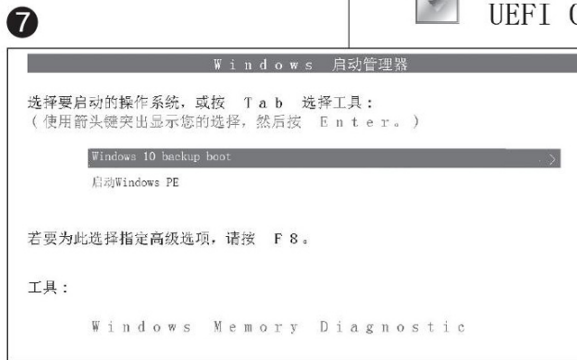 ❼
UEFI
Windows 启动管理器
选择要启动的操作系统，或按 Tab 选择工具：
（使用箭头键突出显示您的选择，然后按 Enter。）
Windows 10 backup boot >
启动Windows PE
若要为此选择指定高级选项，请按 F8。
工具：
Windows Memory Diagnostic